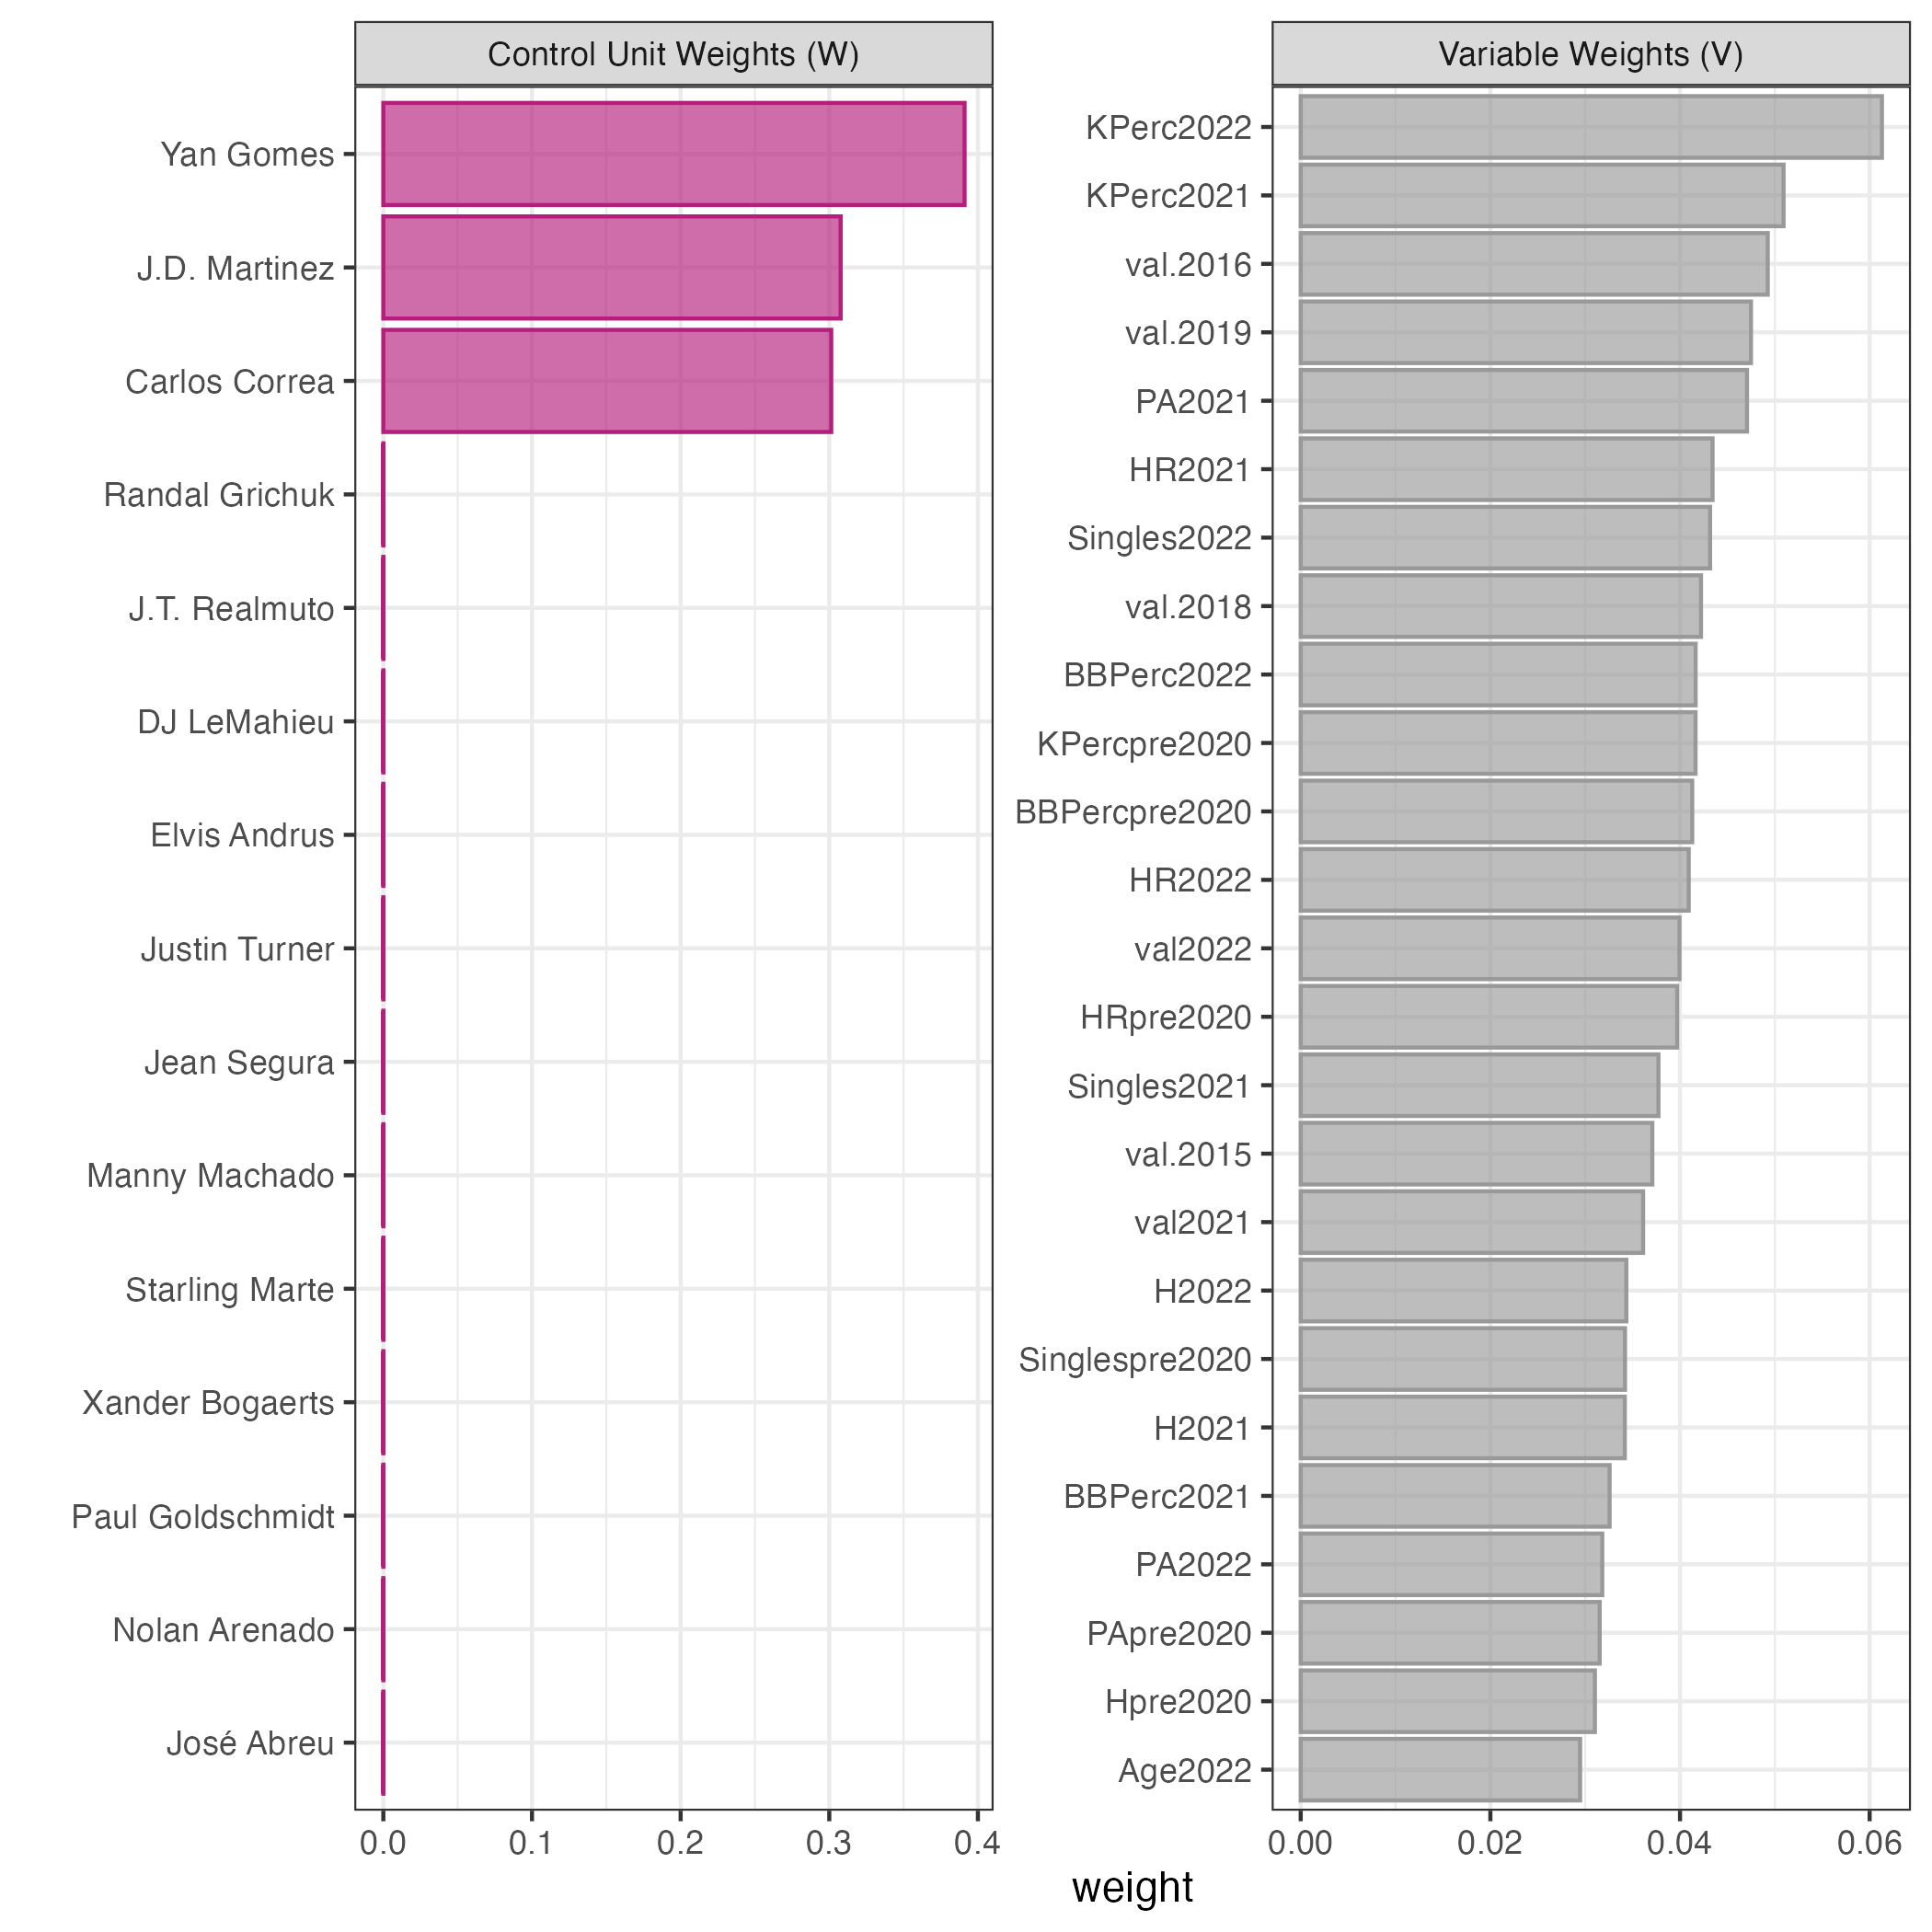 Control Unit Weights (W)
Yan Gomes
J.D. Martinez
Carlos Correa
Randal Grichuk
J.T. Realmuto
DJ LeMahieu
Elvis Andrus
Justin Turner
Jean Segura
Manny Machado
Starling Marte
Xander Bogaerts
Paul Goldschmidt
Nolan Arenado
José Abreu
0.0 0.1 0.2 0.3 0.4
Variable Weights (V)
KPerc2022
KPerc2021
val.2016
val.2019
PA2021
HR2021
Singles2022
val.2018
BBPerc2022
KPercpre2020
BBPercpre2020
HR2022
val2022
HRpre2020
Singles2021
val.2015
val2021
H2022
Singlespre2020
H2021
BBPerc2021
PA2022
PApre2020
Hpre2020
Age2022
0.00 0.02 0.04 0.06
weight